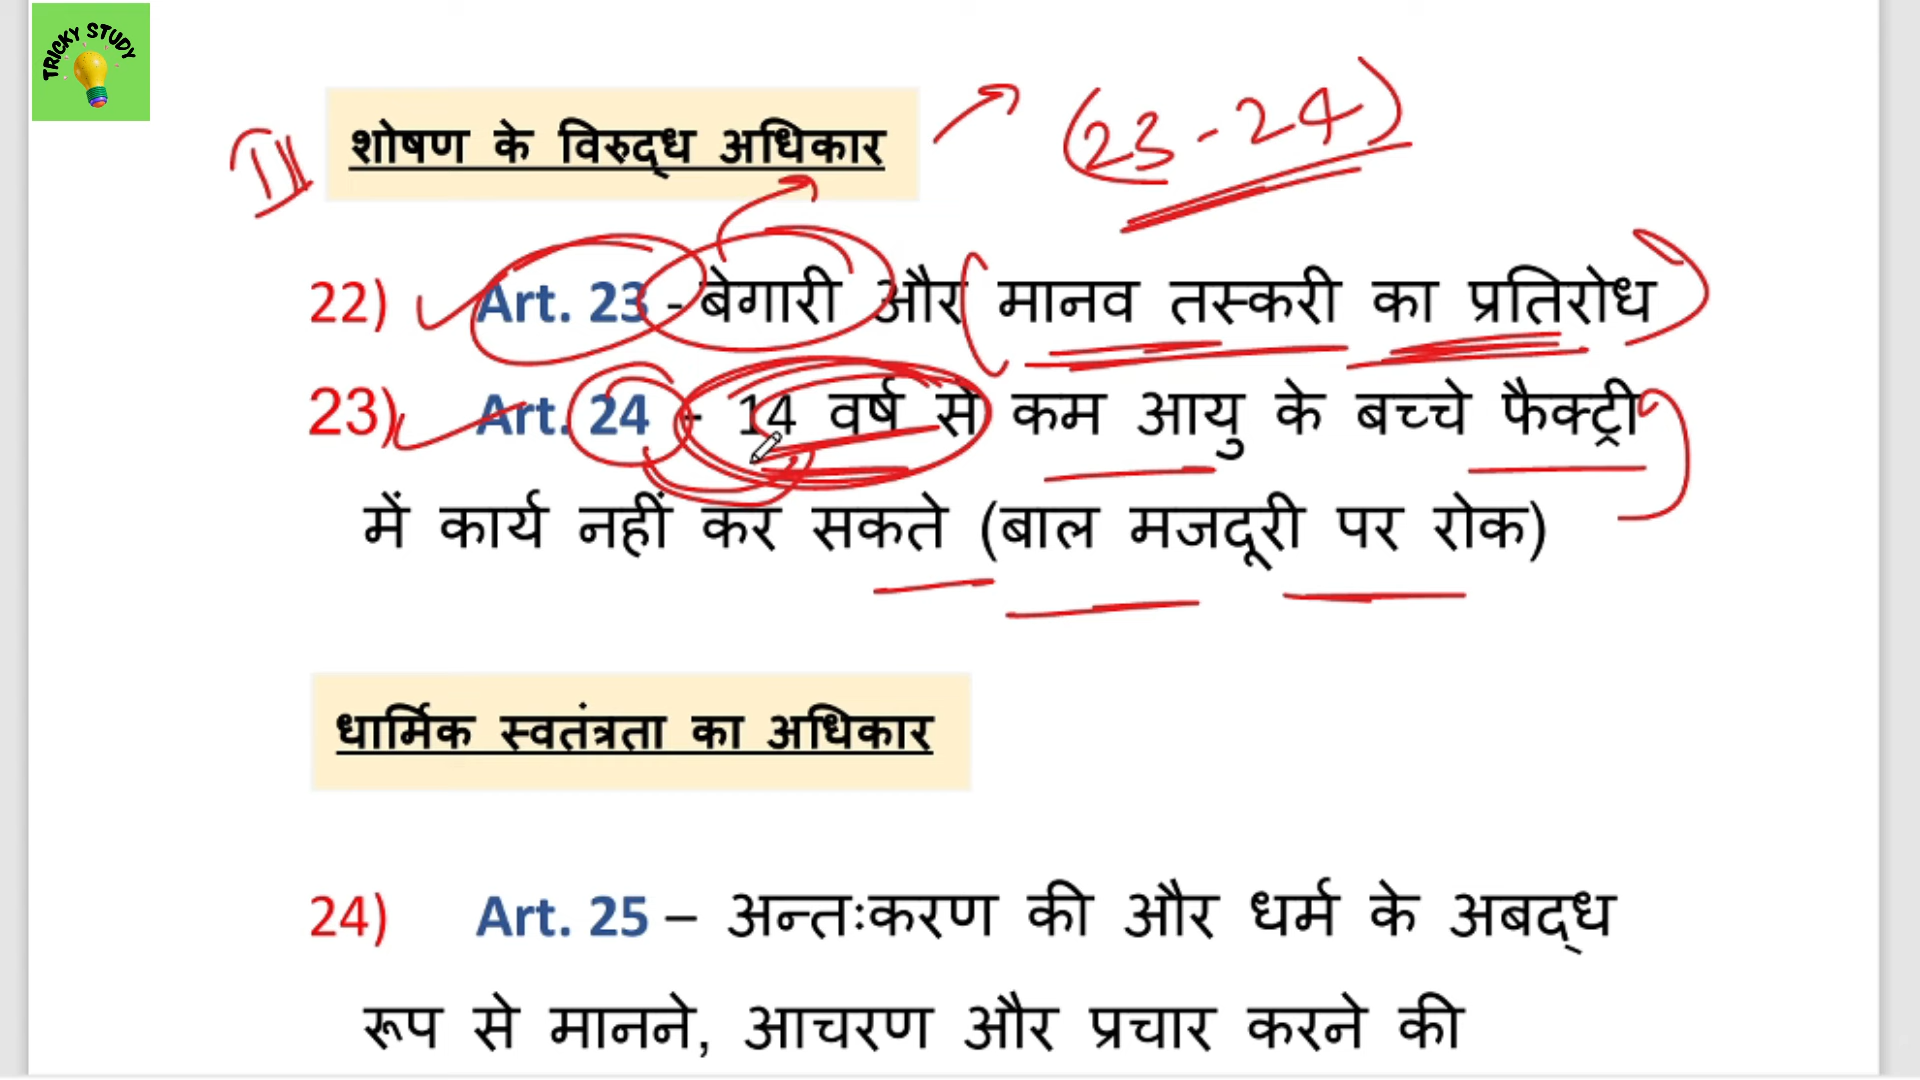 TRICKY STUDY
III शोषण के विरुद्ध अधिकार (23-24)
22) Art. 23 - बेगारी और मानव तस्करी का प्रतिरोध
23) Art. 24 - 14 वर्ष से कम आयु के बच्चे फैक्ट्री
में कार्य नहीं कर सकते (बाल मजदूरी पर रोक)
धार्मिक स्वतंत्रता का अधिकार
24) Art. 25 – अन्तःकरण की और धर्म के अबद्ध
रूप से मानने, आचरण और प्रचार करने की